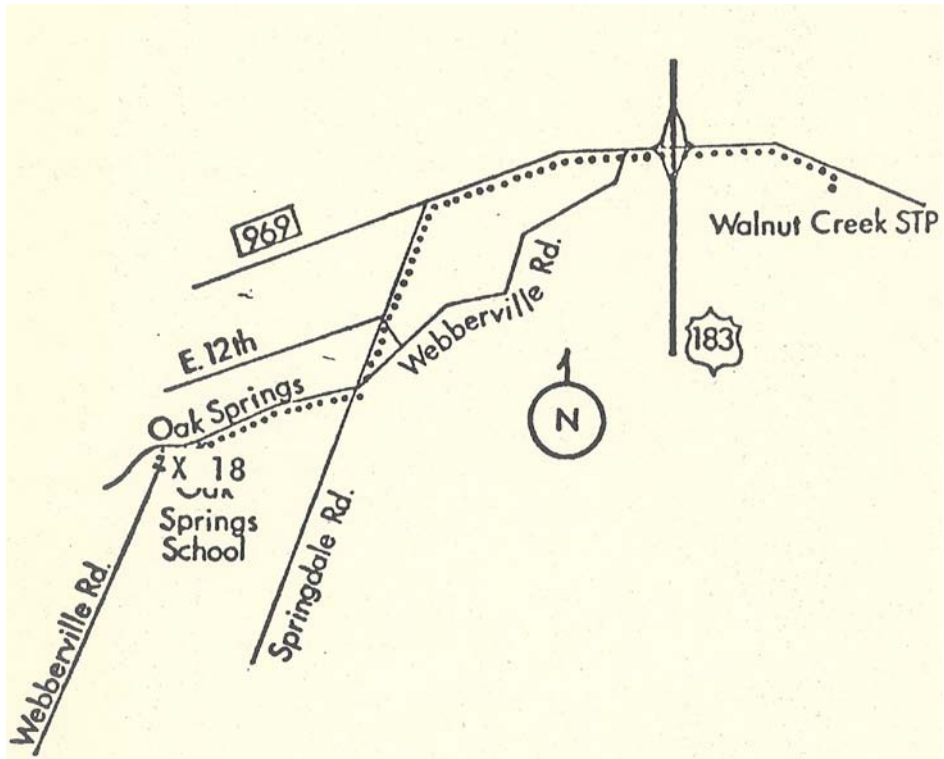 969
Walnut Creek STP
183
E. 12th
Webberville Rd.
Oak Springs
N
X 18
Springs
School
Springdale Rd.
Webberville Rd.